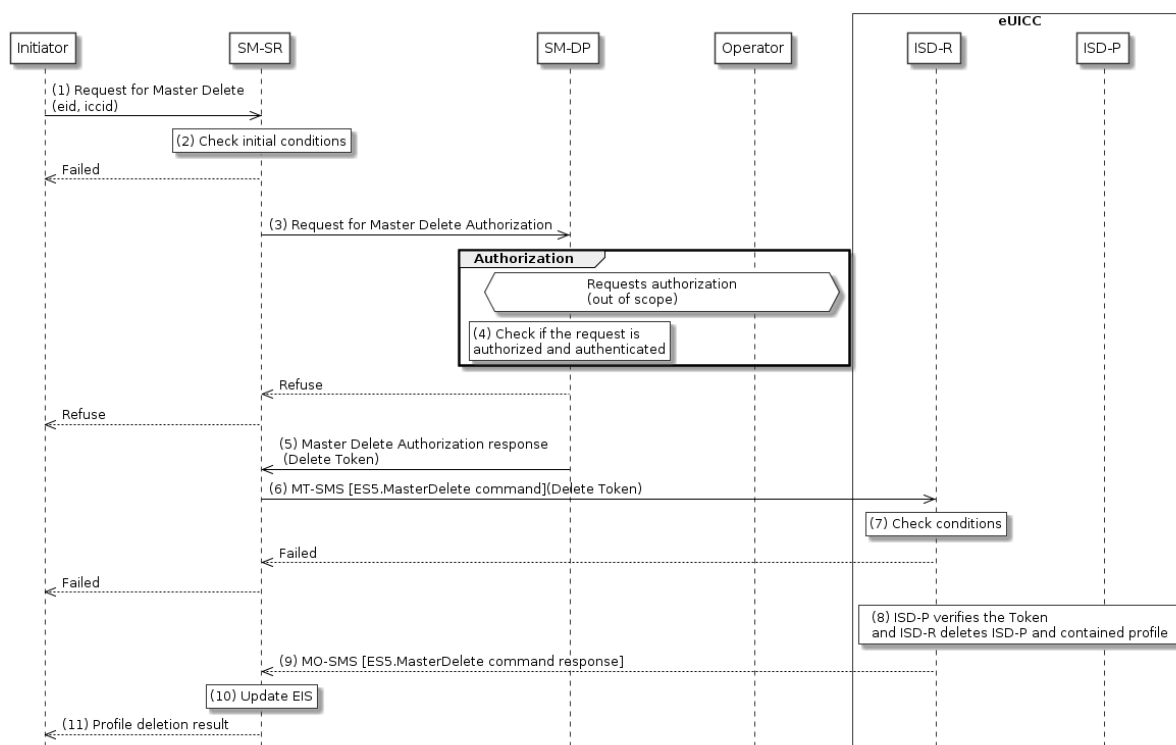 eUICC
Initiator
SM-SR
SM-DP
Operator
ISD-R
ISD-P
(1) Request for Master Delete
(eid, iccid)
(2) Check initial conditions
Failed
(3) Request for Master Delete Authorization
Authorization
Requests authorization
(out of scope)
(4) Check if the request is
authorized and authenticated
Refuse
Refuse
(5) Master Delete Authorization response
(Delete Token)
(6) MT-SMS [ES5.MasterDelete command](Delete Token)
(7) Check conditions
Failed
Failed
(8) ISD-P verifies the Token
and ISD-R deletes ISD-P and contained profile
(9) MO-SMS [ES5.MasterDelete command response]
(10) Update EIS
(11) Profile deletion result